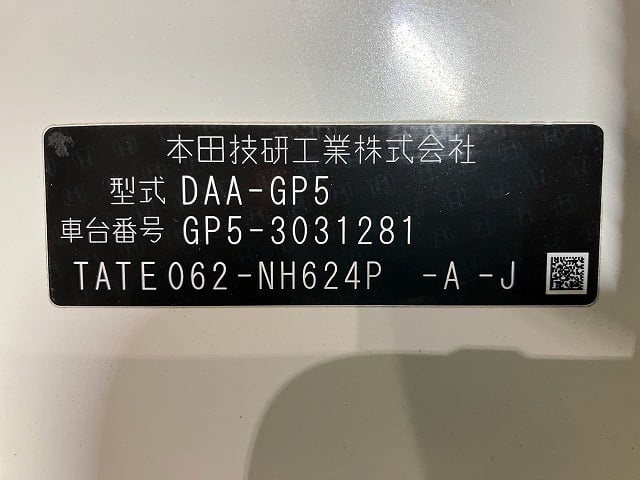 本田技研工業株式会社
型式 DAA-GP5
車台番号 GP5-3031281
TATE062-NH624P -A -J